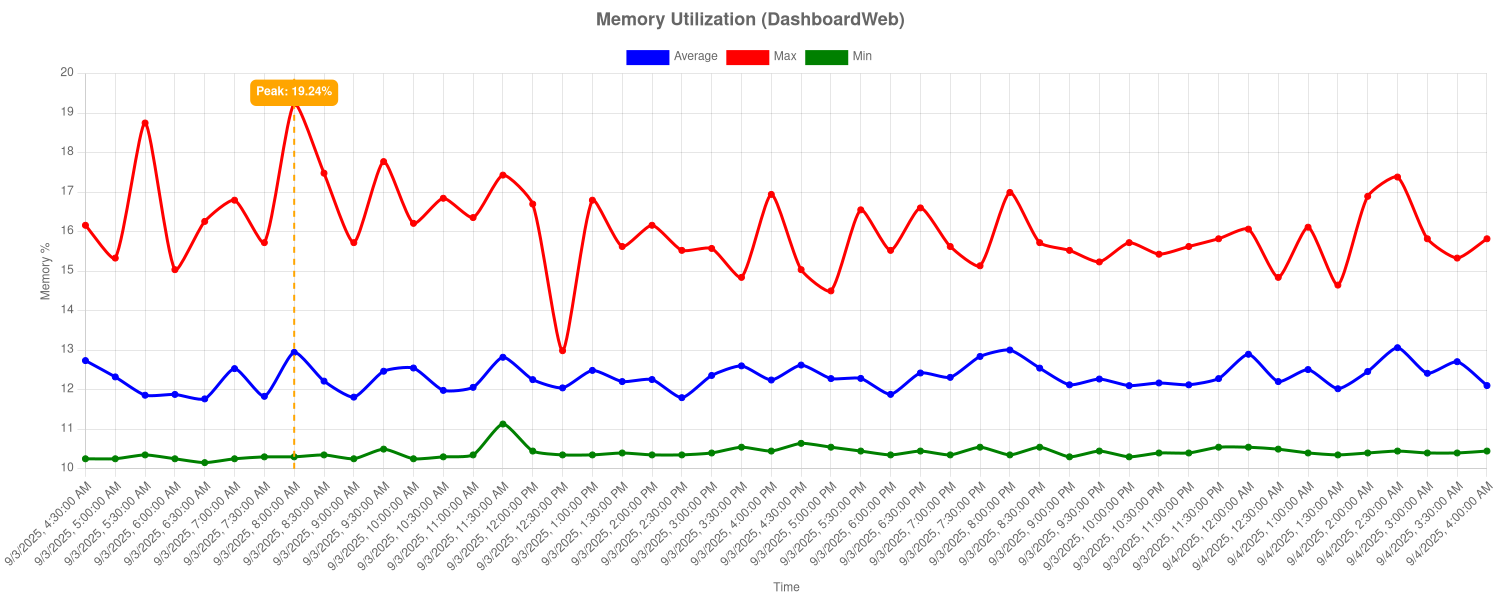 Memory Utilization (DashboardWeb)
Average Max Min
Peak: 19.24%
Memory %
20
19
18
17
16
15
14
13
12
11
10
9/3/2025, 4:30:00 AM
9/3/2025, 5:00:00 AM
9/3/2025, 5:30:00 AM
9/3/2025, 6:00:00 AM
9/3/2025, 6:30:00 AM
9/3/2025, 7:00:00 AM
9/3/2025, 7:30:00 AM
9/3/2025, 8:00:00 AM
9/3/2025, 8:30:00 AM
9/3/2025, 9:00:00 AM
9/3/2025, 9:30:00 AM
9/3/2025, 10:00:00 AM
9/3/2025, 10:30:00 AM
9/3/2025, 11:00:00 AM
9/3/2025, 11:30:00 AM
9/3/2025, 12:00:00 PM
9/3/2025, 12:30:00 PM
9/3/2025, 1:00:00 PM
9/3/2025, 1:30:00 PM
9/3/2025, 2:00:00 PM
9/3/2025, 2:30:00 PM
9/3/2025, 3:00:00 PM
9/3/2025, 3:30:00 PM
9/3/2025, 4:00:00 PM
9/3/2025, 4:30:00 PM
9/3/2025, 5:00:00 PM
9/3/2025, 5:30:00 PM
9/3/2025, 6:00:00 PM
9/3/2025, 6:30:00 PM
9/3/2025, 7:00:00 PM
9/3/2025, 7:30:00 PM
9/3/2025, 8:00:00 PM
9/3/2025, 8:30:00 PM
9/3/2025, 9:00:00 PM
9/3/2025, 9:30:00 PM
9/3/2025, 10:00:00 PM
9/3/2025, 10:30:00 PM
9/3/2025, 11:00:00 PM
9/3/2025, 11:30:00 PM
9/4/2025, 12:00:00 AM
9/4/2025, 12:30:00 AM
9/4/2025, 1:00:00 AM
9/4/2025, 1:30:00 AM
9/4/2025, 2:00:00 AM
9/4/2025, 2:30:00 AM
9/4/2025, 3:00:00 AM
9/4/2025, 3:30:00 AM
9/4/2025, 4:00:00 AM
Time